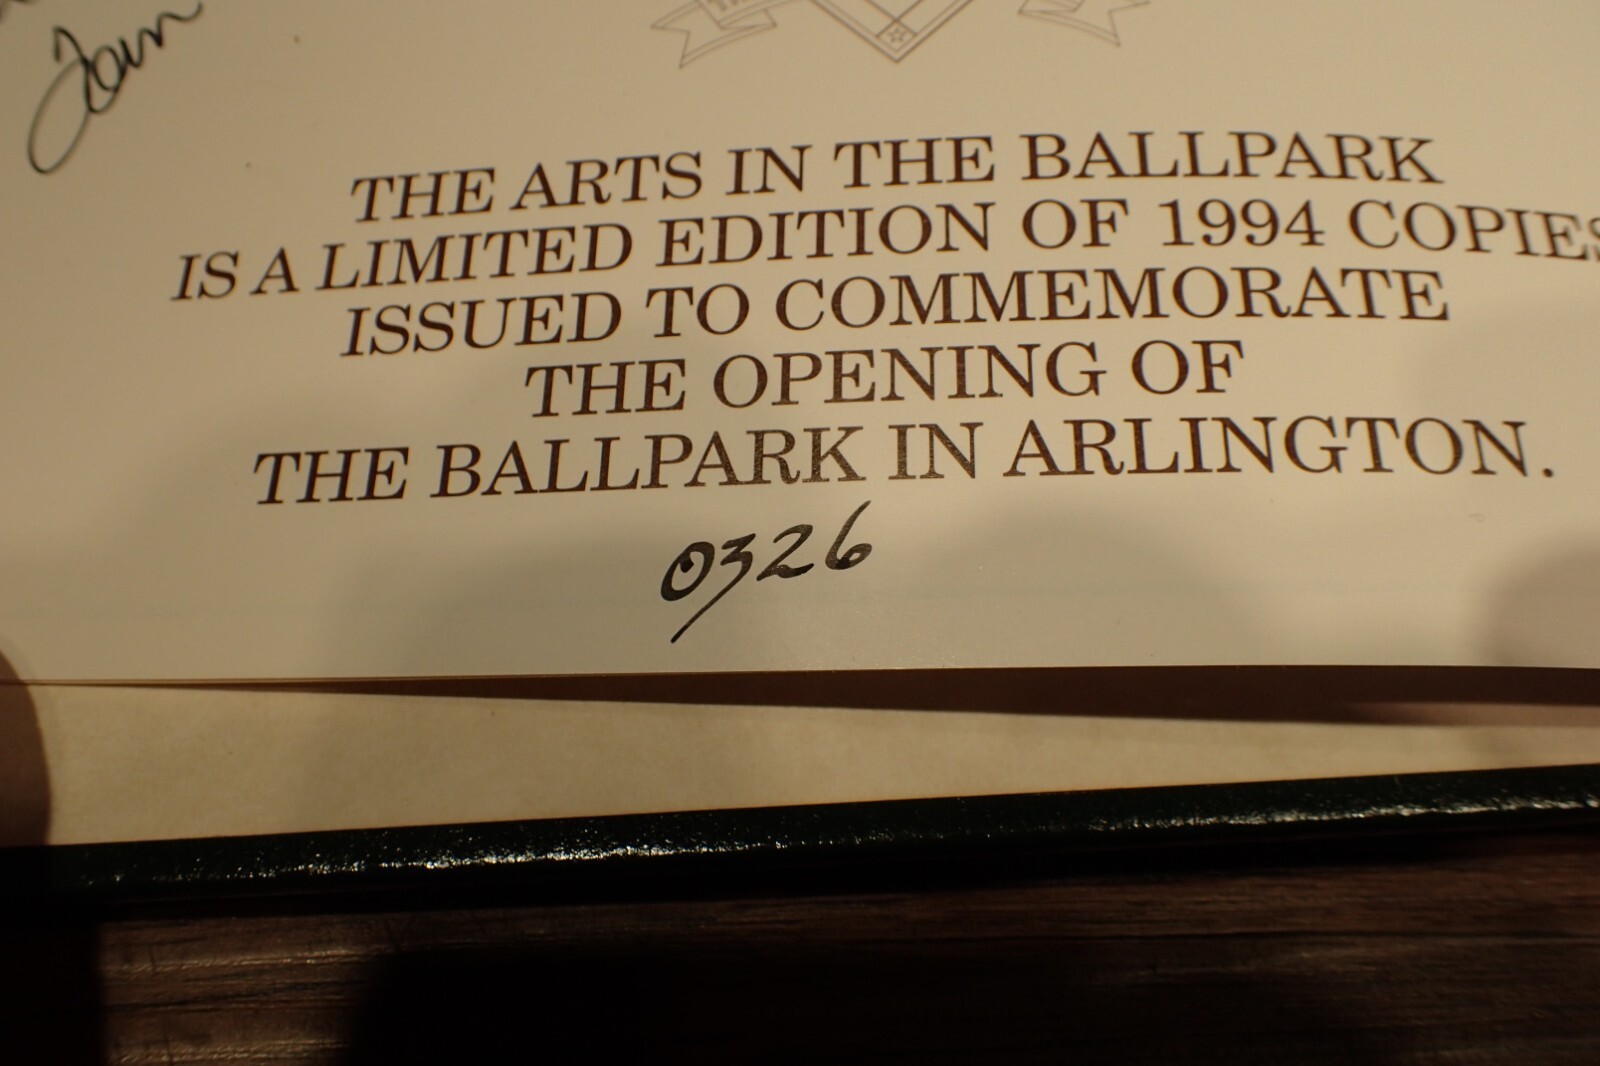 THE ARTS IN THE BALLPARK
IS A LIMITED EDITION OF 1994 COPIES
ISSUED TO COMMEMORATE
THE OPENING OF
THE BALLPARK IN ARLINGTON.
0326